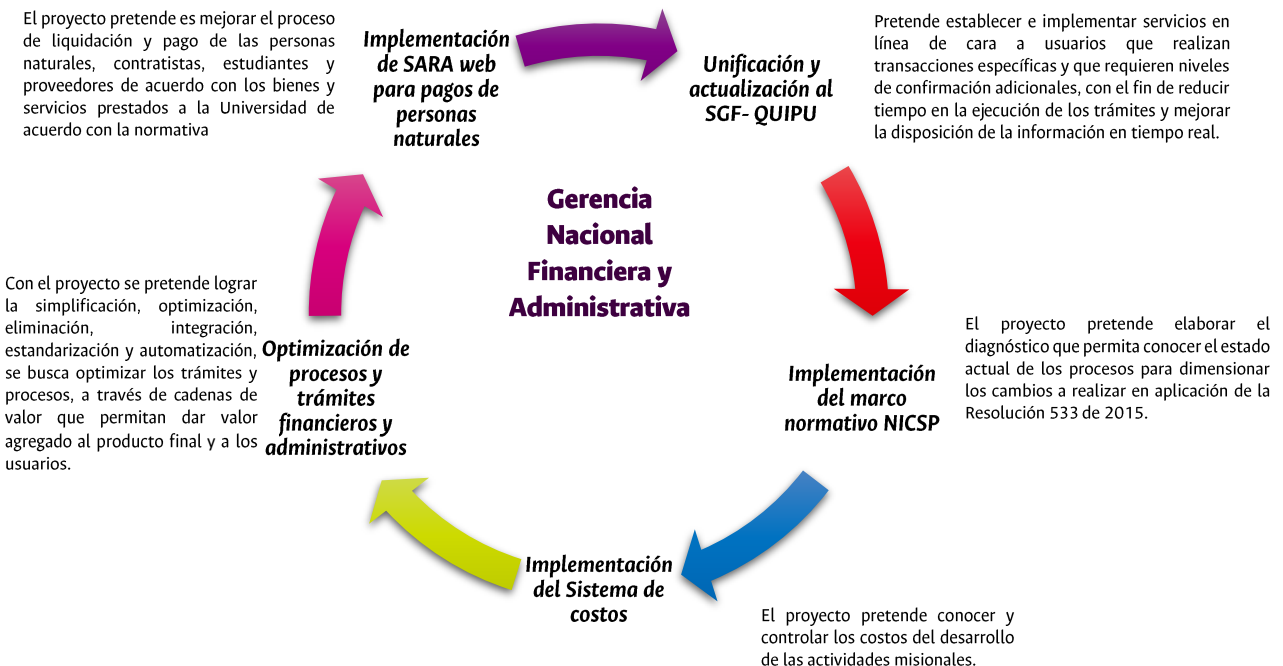 El proyecto pretende es mejorar el proceso
de liquidación y pago de las personas
naturales, contratistas, estudiantes y
proveedores de acuerdo con los bienes y
servicios prestados a la Universidad de
acuerdo con la normativa
Implementación
de SARA web
para pagos de
personas
naturales
Unificación y
actualización al
SGF- QUIPU
Pretende establecer e implementar servicios en
línea de cara a usuarios que realizan
transacciones específicas y que requieren niveles
de confirmación adicionales, con el fin de reducir
tiempo en la ejecución de los trámites y mejorar
la disposición de la información en tiempo real.
Gerencia
Nacional
Financiera y
Administrativa
Con el proyecto se pretende lograr
la simplificación, optimización,
eliminación, integración,
estandarización y automatización,
se busca optimizar los trámites y
procesos, a través de cadenas de
valor que permitan dar valor
agregado al producto final y a los
usuarios.
Optimización de
procesos y
trámites
financieros y
administrativos
Implementación
del marco
normativo NICSP
El proyecto pretende elaborar el
diagnóstico que permita conocer el estado
actual de los procesos para dimensionar
los cambios a realizar en aplicación de la
Resolución 533 de 2015.
Implementación
del Sistema de
costos
El proyecto pretende conocer y
controlar los costos del desarrollo
de las actividades misionales.